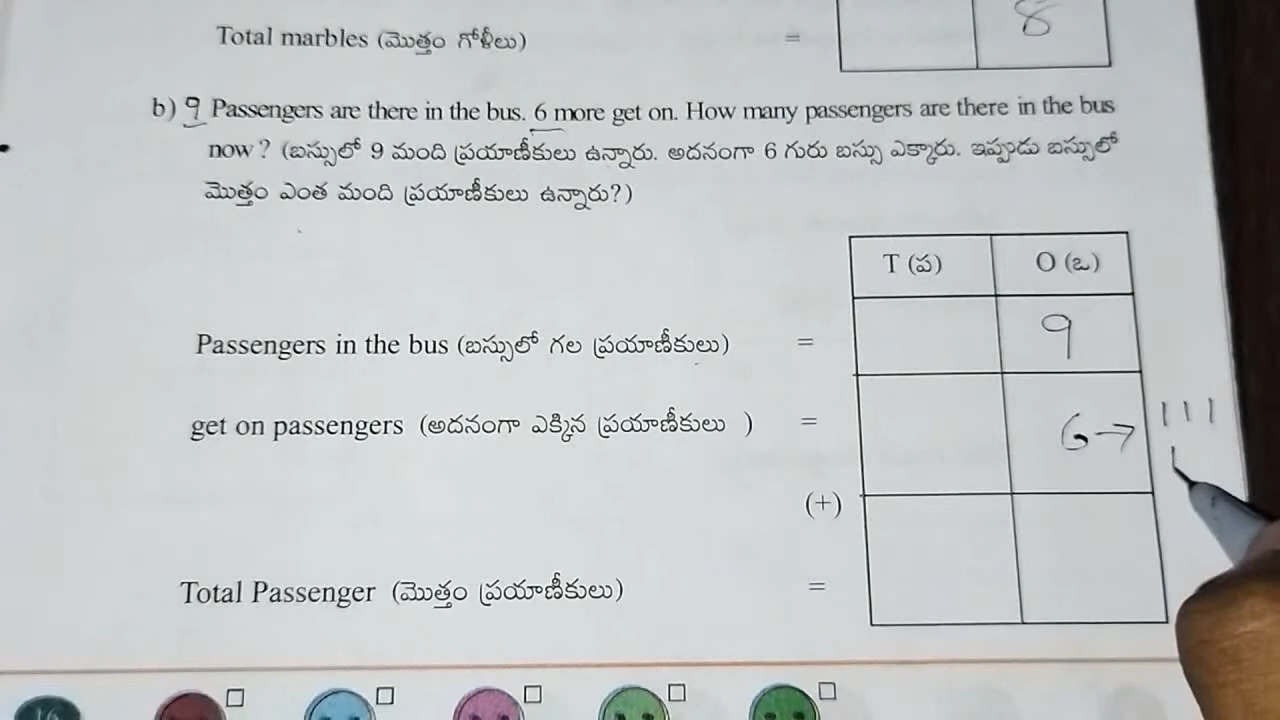 Total marbles (మొత్తం గోళీలు) = 8
b) 9 Passengers are there in the bus. 6 more get on. How many passengers are there in the bus
now? (బస్సులో 9 మంది ప్రయాణీకులు ఉన్నారు. అదనంగా 6 గురు బస్సు ఎక్కారు. ఇప్పుడు బస్సులో
మొత్తం ఎంత మంది ప్రయాణీకులు ఉన్నారు?)
T (ప) O (ఒ)
Passengers in the bus (బస్సులో గల ప్రయాణీకులు) = 9
get on passengers (అదనంగా ఎక్కిన ప్రయాణీకులు ) = 6→ | | |
|
(+)
Total Passenger (మొత్తం ప్రయాణీకులు) =